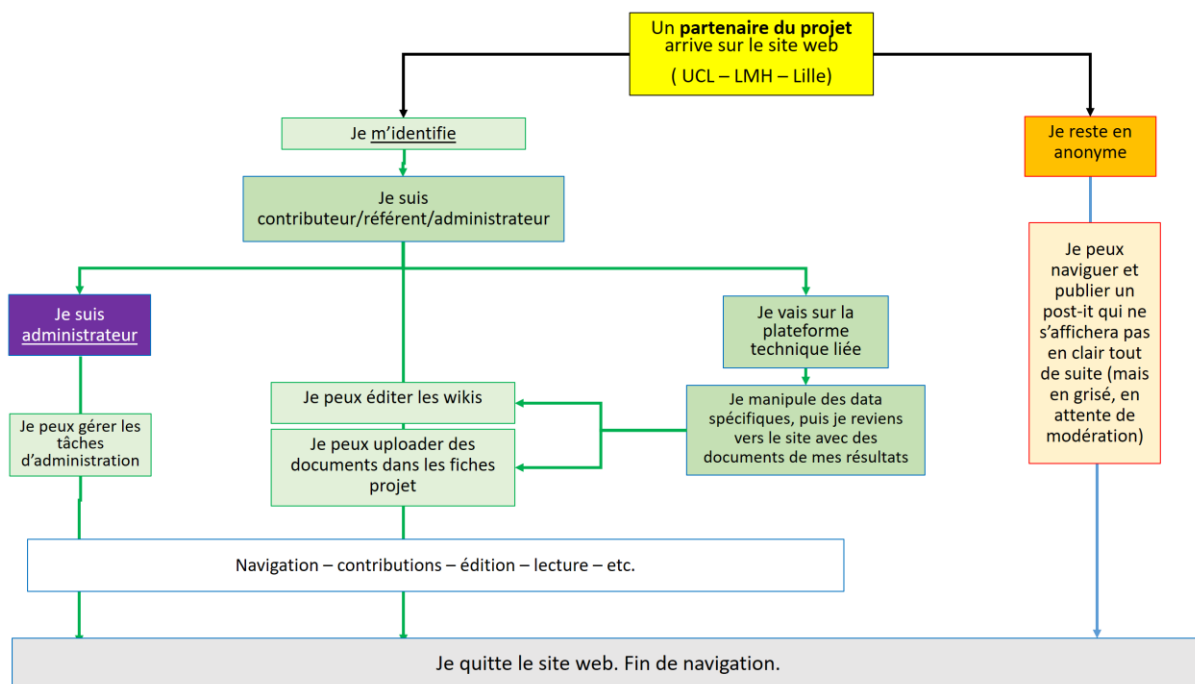 Un partenaire du projet
arrive sur le site web
( UCL – LMH – Lille)
Je m’identifie
Je reste en
anonyme
Je suis
contributeur/référent/administrateur
Je peux
naviguer et
publier un
post-it qui ne
s’affichera pas
en clair tout
de suite (mais
en grisé, en
attente de
modération)
Je suis
administrateur
Je vais sur la
plateforme
technique liée
Je peux éditer les wikis
Je manipule des data
spécifiques, puis je reviens
vers le site avec des
documents de mes résultats
Je peux gérer les
tâches
d’administration
Je peux uploader des
documents dans les fiches
projet
Navigation – contributions – édition – lecture – etc.
Je quitte le site web. Fin de navigation.